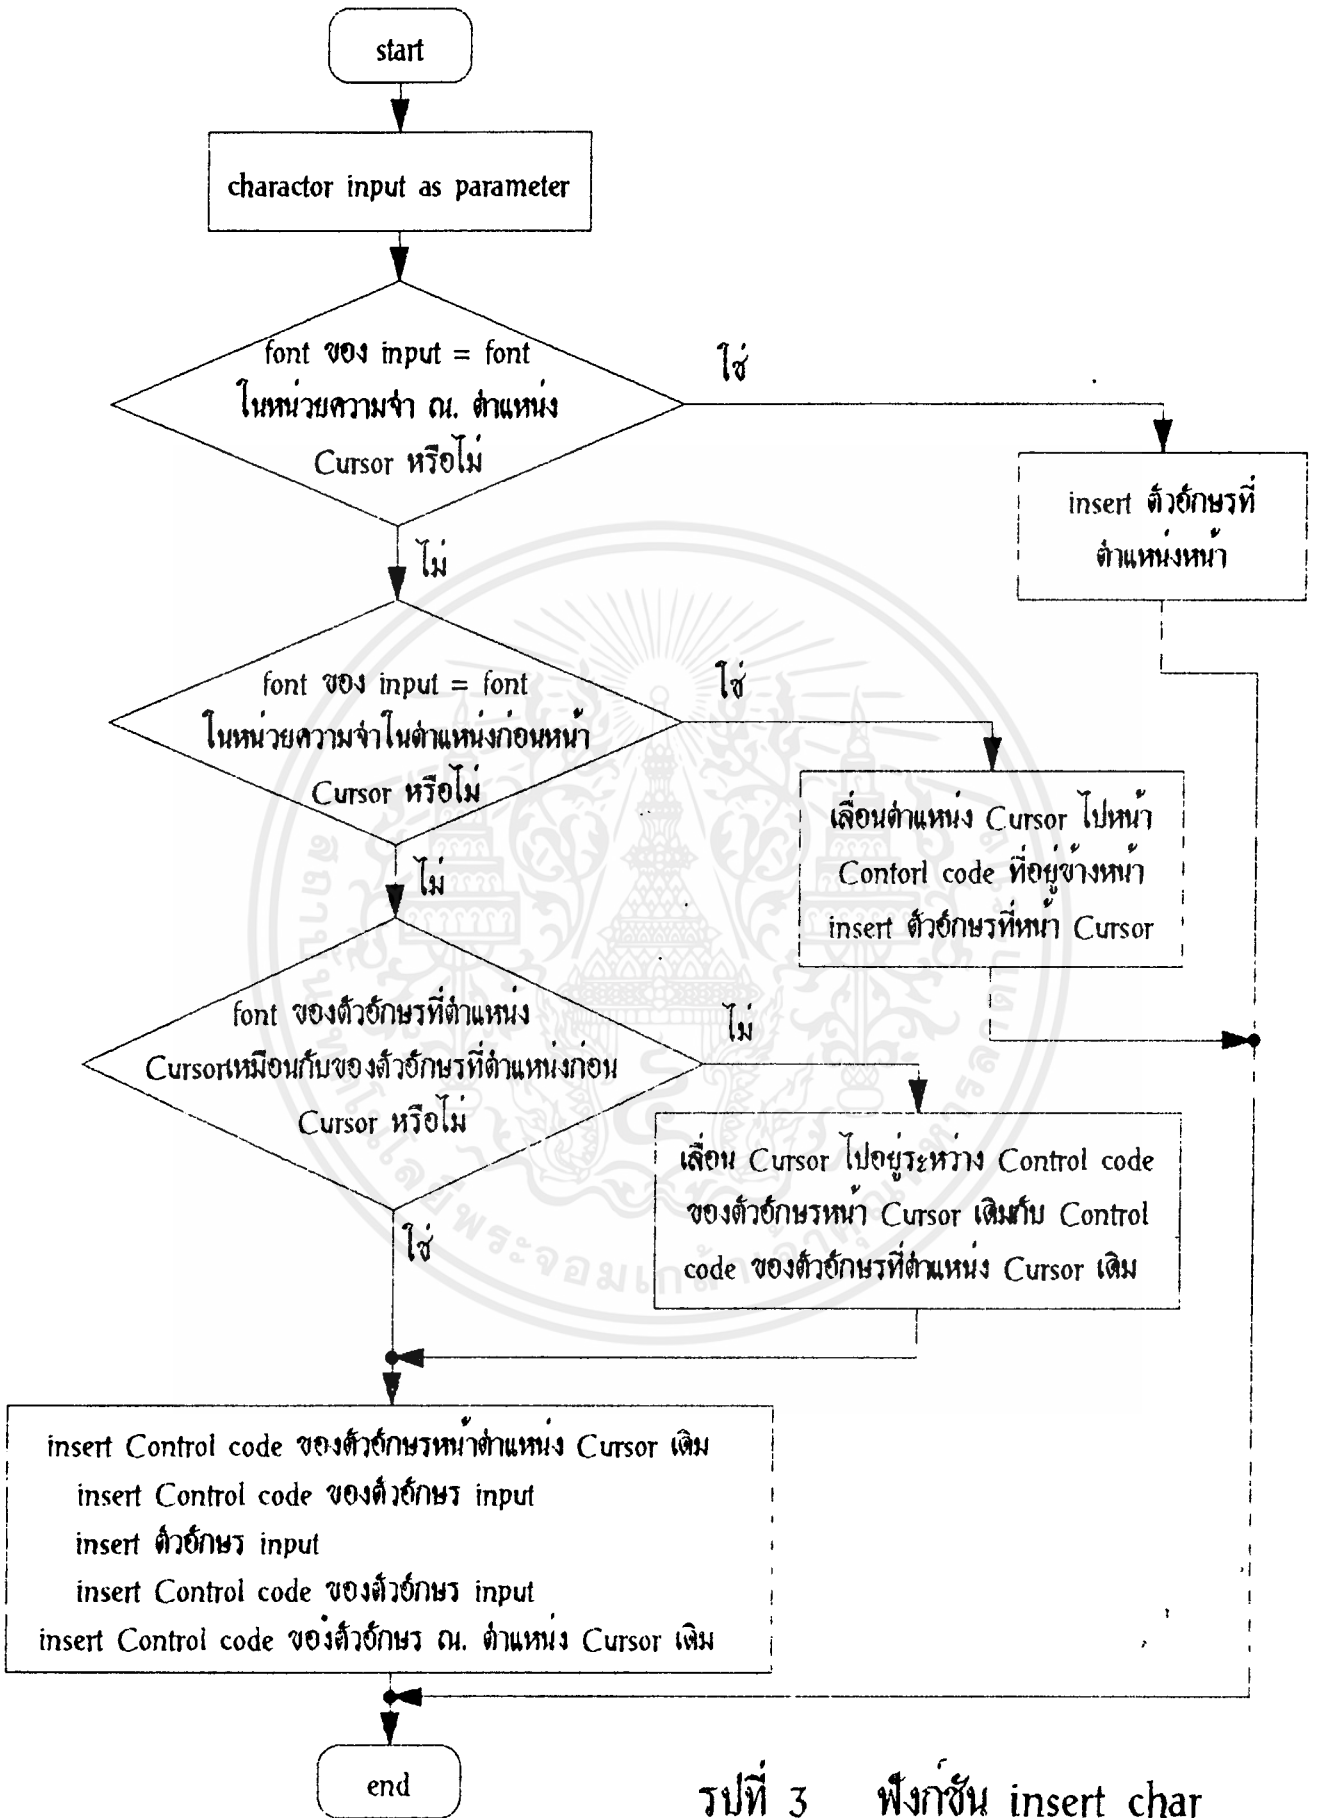 start
charactor input as parameter
font ของ input = font
ในหน่วยความจำ ณ. ตำแหน่ง
Cursor หรือไม่
ใช่
insert ตัวอักษรที่
ตำแหน่งหน้า
ไม่
font ของ input = font
ในหน่วยความจำในตำแหน่งก่อนหน้า
Cursor หรือไม่
ใช่
เลื่อนตำแหน่ง Cursor ไปหน้า
Contorl code ที่อยู่ข้างหน้า
insert ตัวอักษรที่หน้า Cursor
ไม่
font ของตัวอักษรที่ตำแหน่ง
Cursorเหมือนกับของตัวอักษรที่ตำแหน่งก่อน
Cursor หรือไม่
ไม่
เลื่อน Cursor ไปอยู่ระหว่าง Control code
ของตัวอักษรหน้า Cursor เดิมกับ Control
code ของตัวอักษรที่ตำแหน่ง Cursor เดิม
ใช่
insert Control code ของตัวอักษรหน้าตำแหน่ง Cursor เดิม
insert Control code ของตัวอักษร input
insert ตัวอักษร input
insert Control code ของตัวอักษร input
insert Control code ของตัวอักษร ณ. ตำแหน่ง Cursor เดิม
end
รูปที่ 3 ฟังก์ชัน insert char